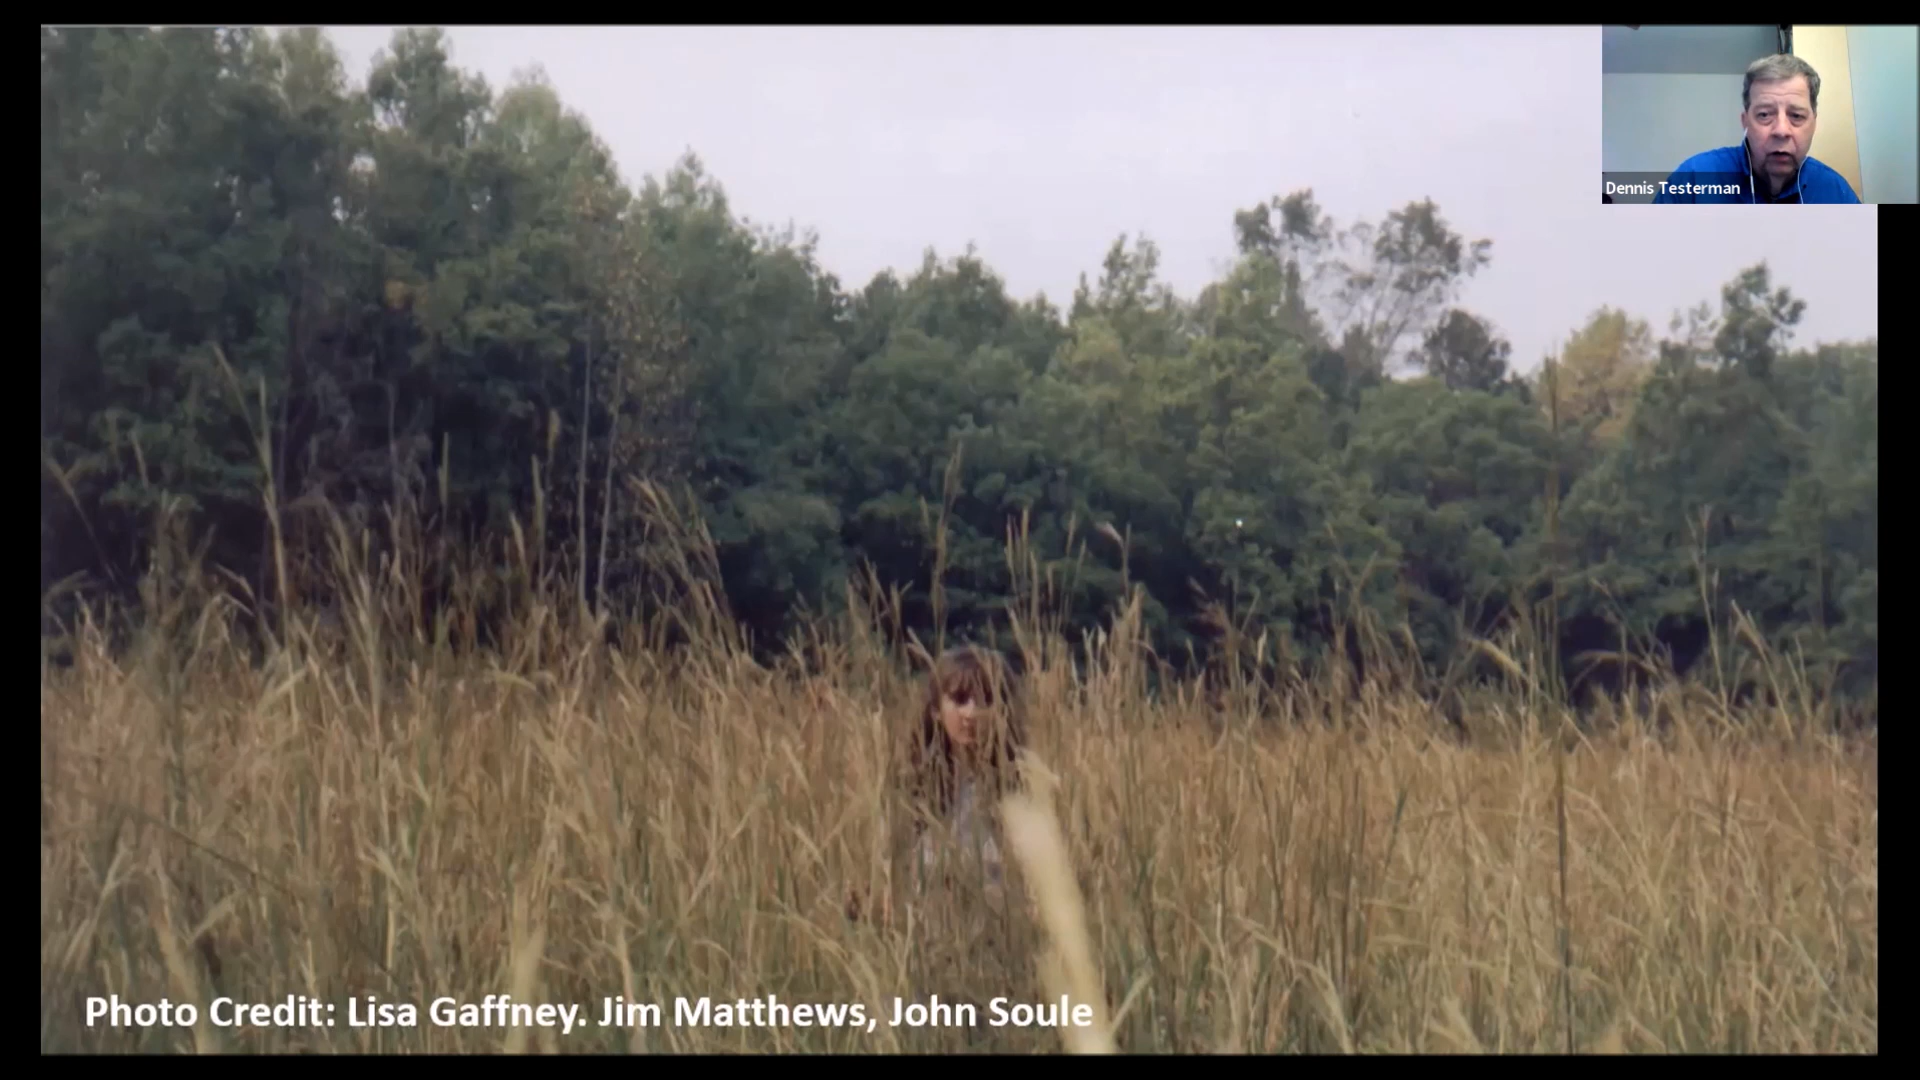 Dennis Testerman
Photo Credit: Lisa Gaffney. Jim Matthews, John Soule